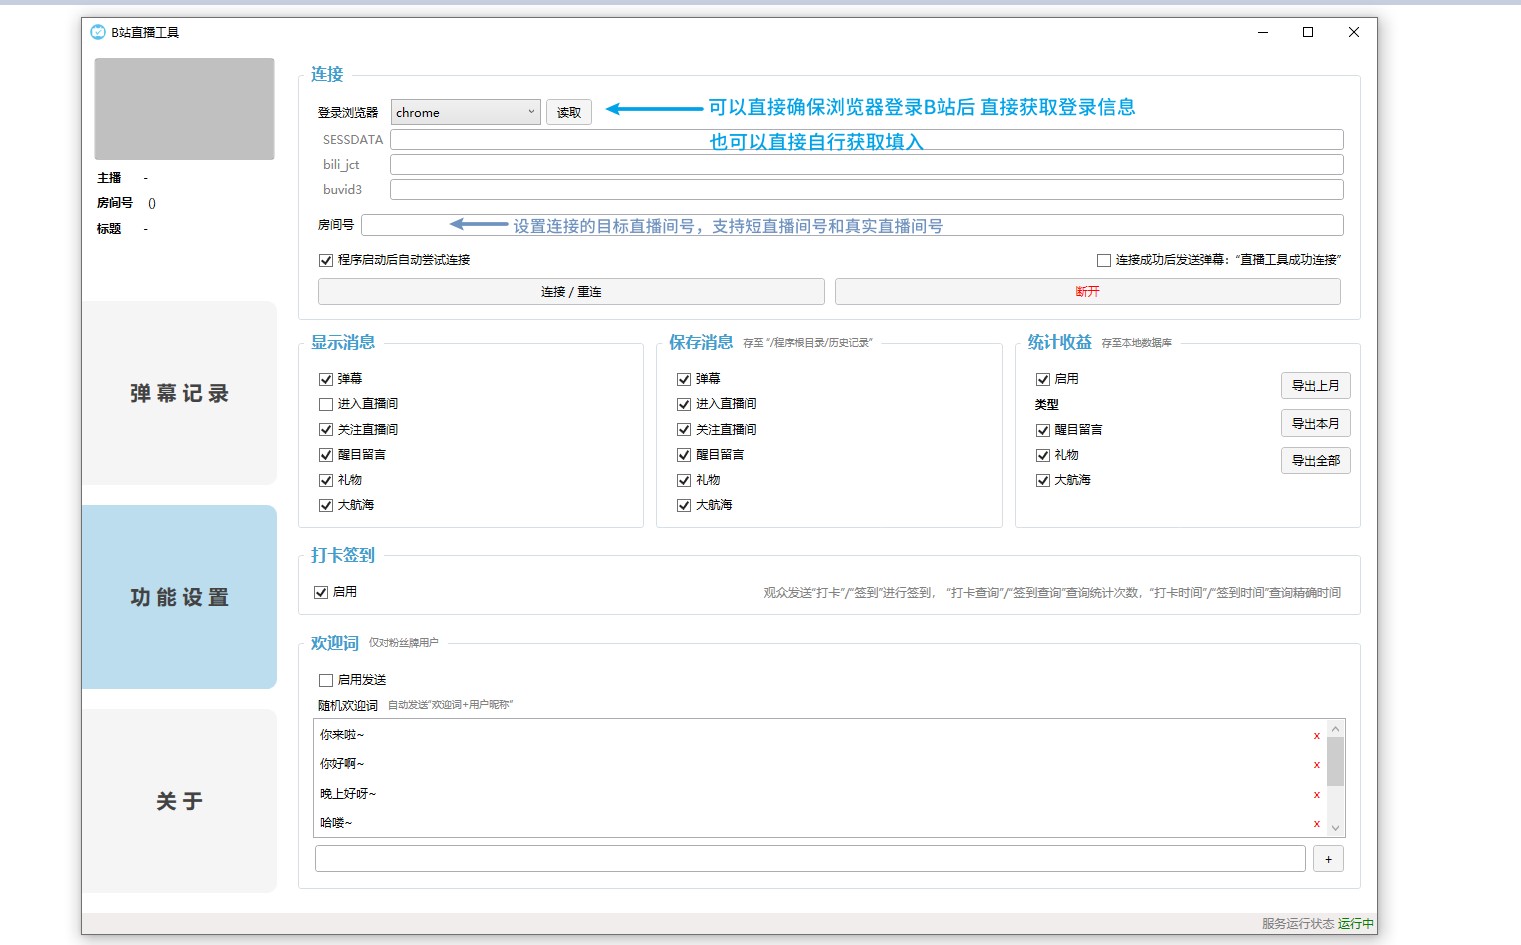 B站直播工具
主播 -
房间号 ()
标题 -
弹幕记录
功能设置
关于
连接
登录浏览器 chrome 读取 可以直接确保浏览器登录B站后 直接获取登录信息
SESSDATA 也可以直接自行获取填入
bili_jct
buvid3
房间号 设置连接的目标直播间号，支持短直播间号和真实直播间号
程序启动后自动尝试连接 连接成功后发送弹幕："直播工具成功连接"
连接 / 重连 断开
显示消息
弹幕
进入直播间
关注直播间
醒目留言
礼物
大航海
保存消息 存至 "/程序根目录/历史记录"
弹幕
进入直播间
关注直播间
醒目留言
礼物
大航海
统计收益 存至本地数据库
启用
类型
醒目留言
礼物
大航海
导出上月
导出本月
导出全部
打卡签到
启用 观众发送"打卡"/"签到"进行签到， "打卡查询"/"签到查询"查询统计次数，"打卡时间"/"签到时间"查询精确时间
欢迎词 仅对粉丝牌用户
启用发送
随机欢迎词 自动发送"欢迎词+用户昵称"
你来啦~ x
你好啊~ x
晚上好呀~ x
哈喽~ x
+
服务运行状态 运行中